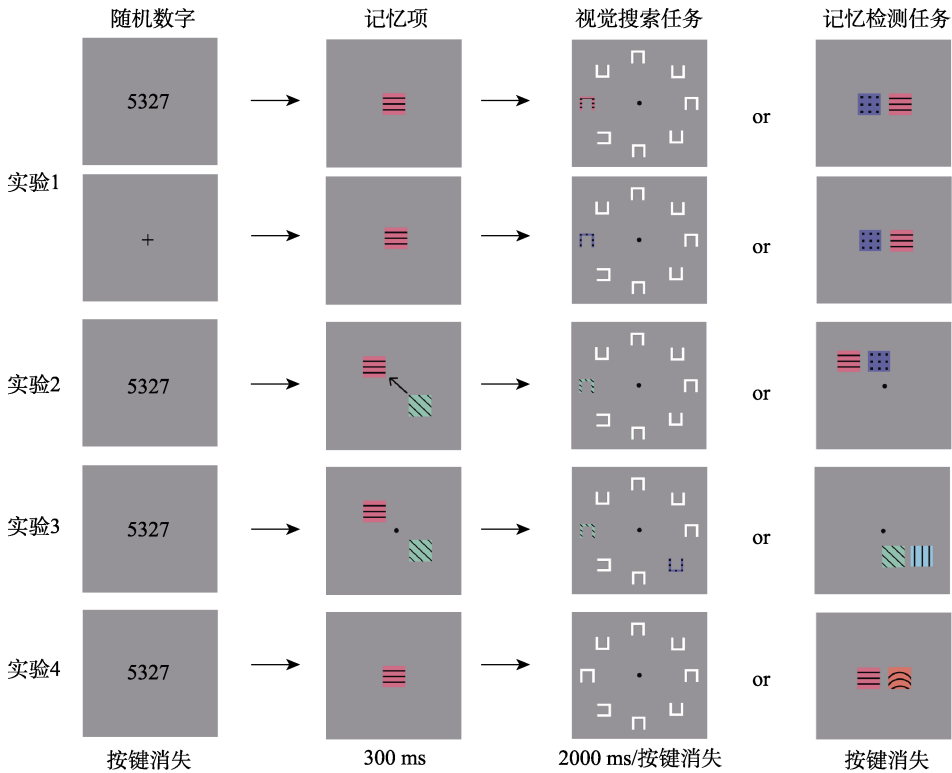 随机数字 记忆项 视觉搜索任务 记忆检测任务
5327 or
实验1
+ or
实验2 5327 or
实验3 5327 or
实验4 5327 or
按键消失 300 ms 2000 ms/按键消失 按键消失